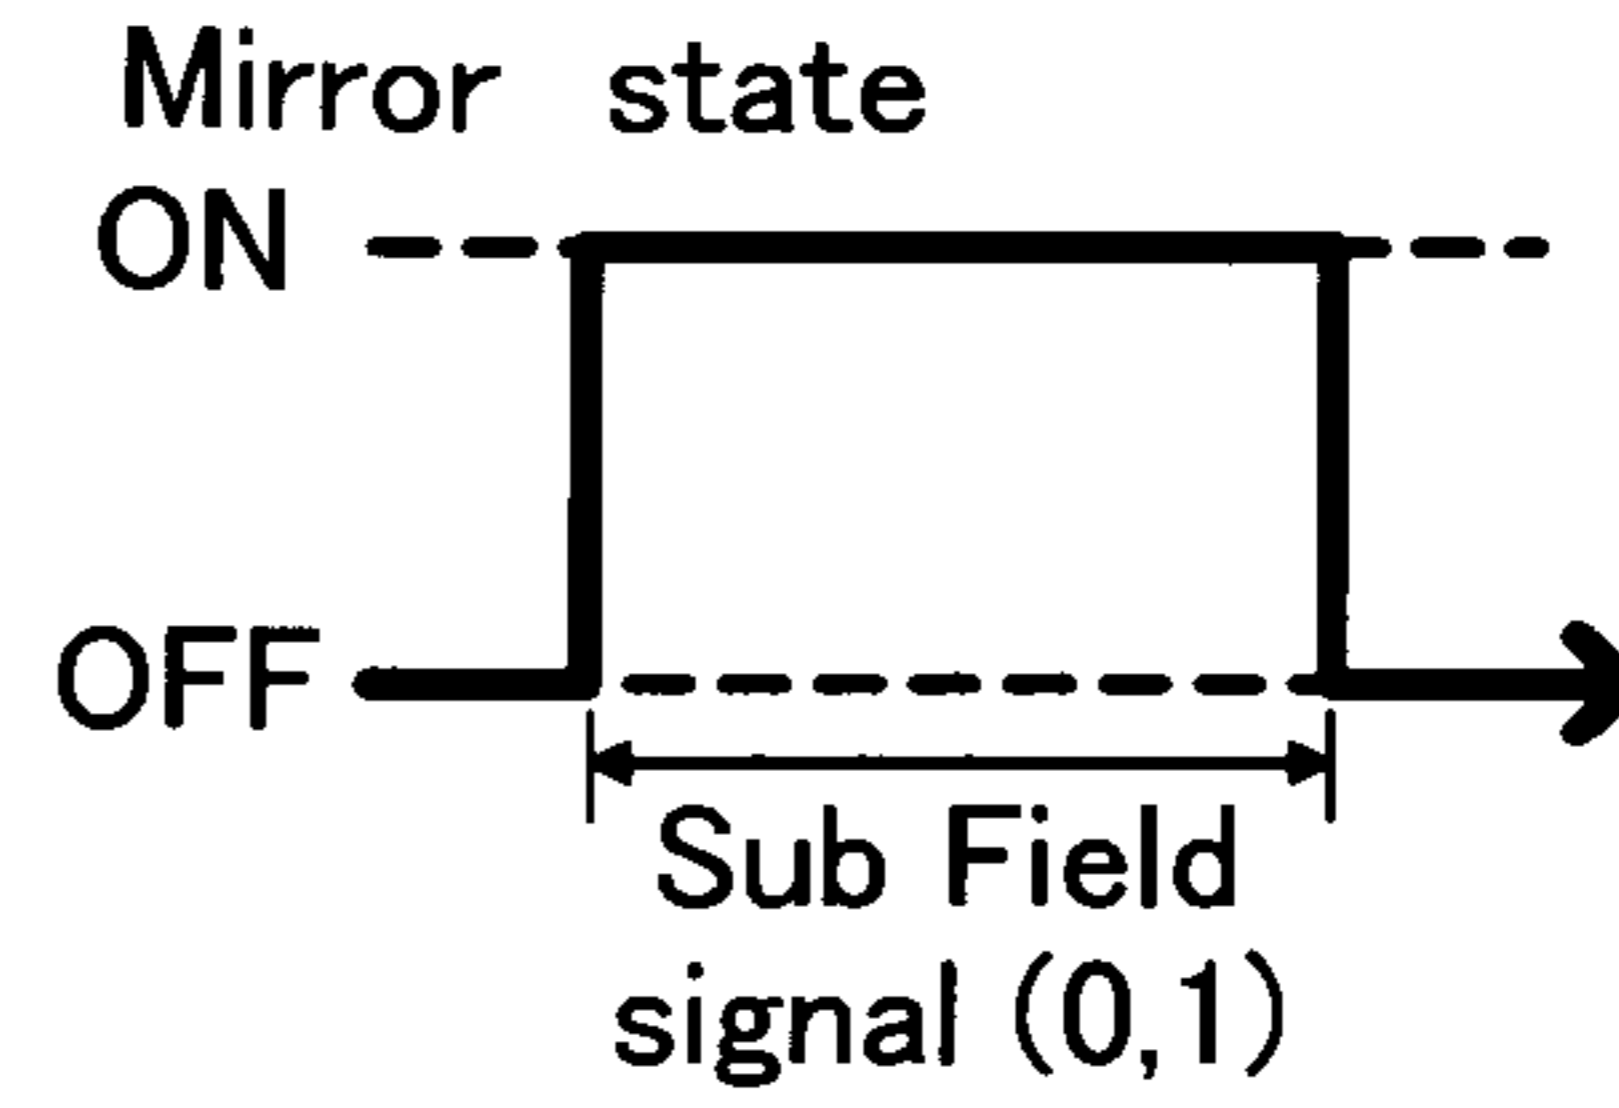 Mirror state
ON
OFF
Sub Field
signal (0,1)